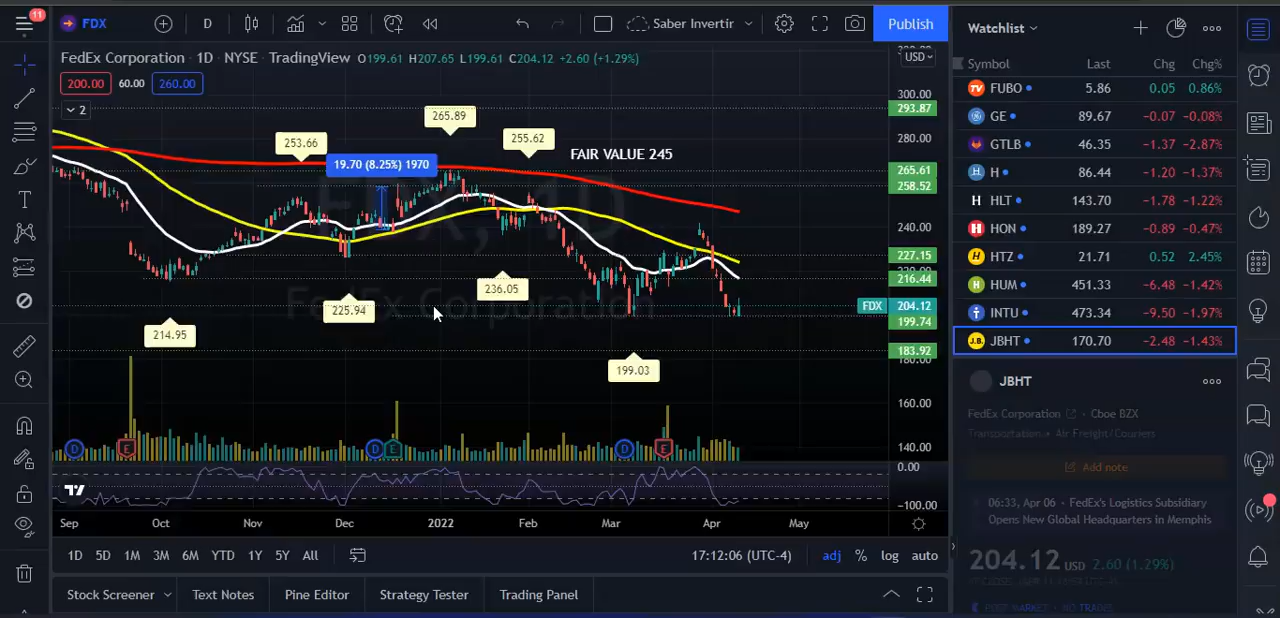 11
FDX
D
Saber Invertir
Publish
FedEx Corporation · 1D · NYSE · TradingView O199.61 H207.65 L199.61 C204.12 +2.60 (+1.29%)
USD
200.00 60.00 260.00
2
300.00
293.87
280.00
265.61
258.52
240.00
227.15
216.44
FDX 204.12
199.74
183.92
160.00
140.00
0.00
-100.00
253.66
19.70 (8.25%) 1970
265.89
255.62
FAIR VALUE 245
214.95
225.94
236.05
199.03
FDX, 1D
FedEx Corporation
D E D E D E
Sep Oct Nov Dec 2022 Feb Mar Apr May
1D 5D 1M 3M 6M YTD 1Y 5Y All
17:12:06 (UTC-4) adj % log auto
Stock Screener Text Notes Pine Editor Strategy Tester Trading Panel
Watchlist
Symbol Last Chg Chg%
FUBO 5.86 0.05 0.86%
GE 89.67 -0.07 -0.08%
GTLB 46.35 -1.37 -2.87%
H 86.44 -1.20 -1.37%
HLT 143.70 -1.78 -1.22%
HON 189.27 -0.89 -0.47%
HTZ 21.71 0.52 2.45%
HUM 451.33 -6.48 -1.42%
INTU 473.34 -9.50 -1.97%
JBHT 170.70 -2.48 -1.43%
JBHT
FedEx Corporation · Cboe BZX
Transportation · Air Freight/Couriers
Add note
06:33, Apr 06 · FedEx's Logistics Subsidiary
Opens New Global Headquarters in Memphis
204.12 USD 2.60 (1.29%)
POST MARKET · NO TRADES